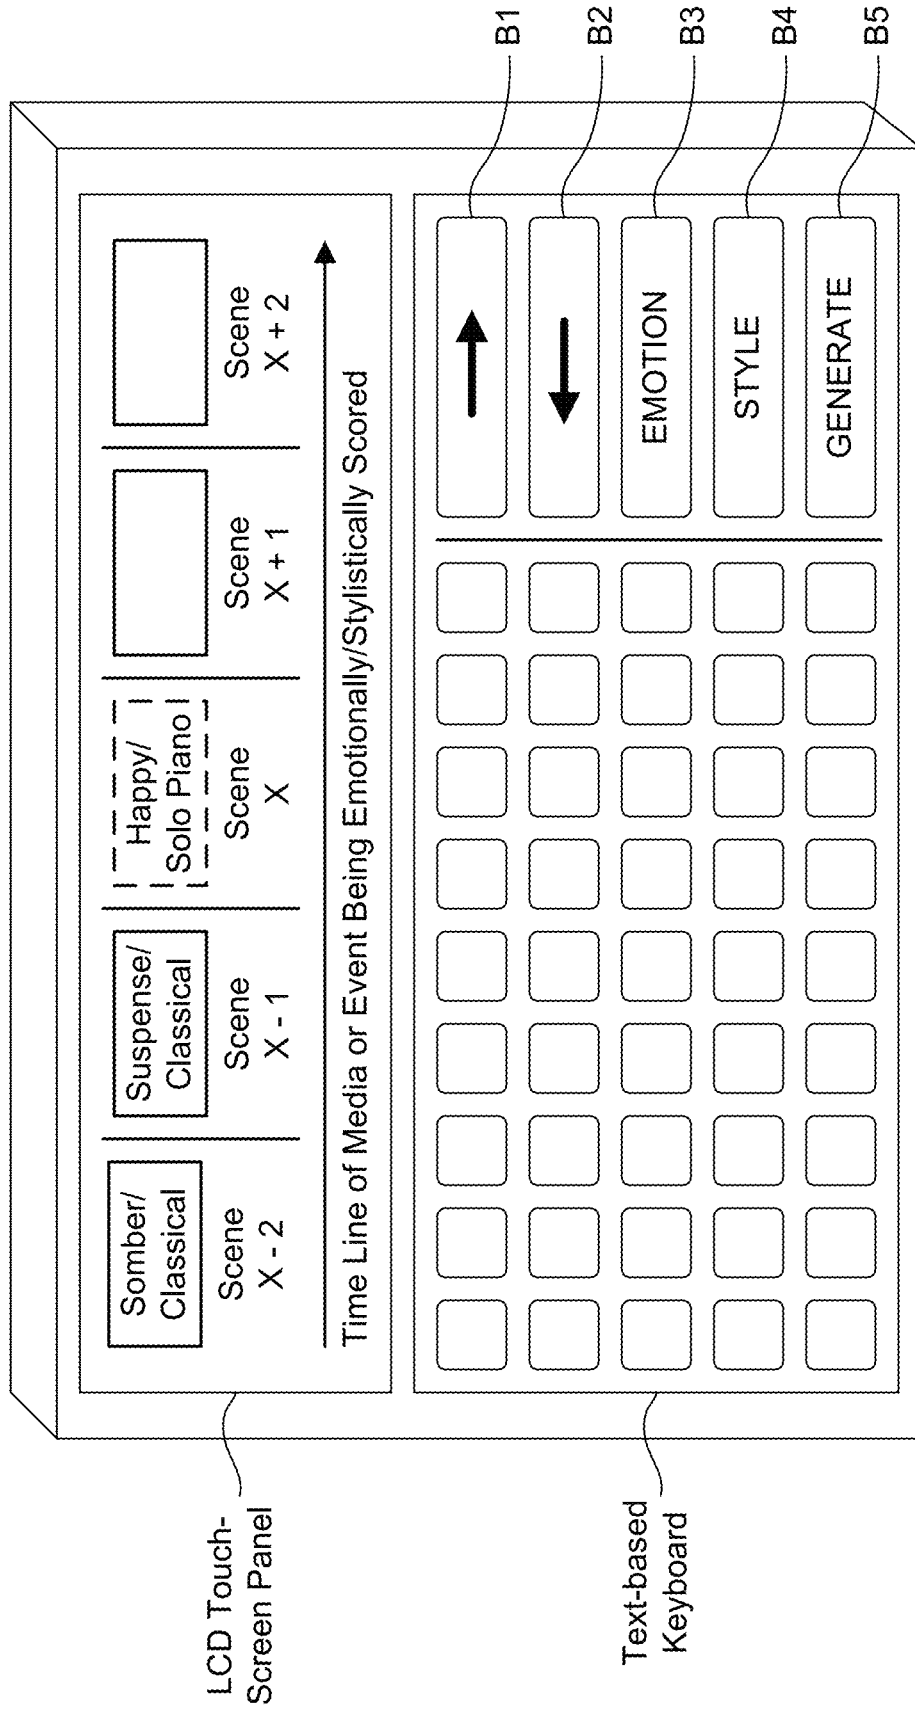 LCD Touch-
Screen Panel
Somber/
Classical
Scene
X - 2
Suspense/
Classical
Scene
X - 1
Happy/
Solo Piano
Scene
X
Scene
X + 1
Scene
X + 2
Time Line of Media or Event Being Emotionally/Stylistically Scored
Text-based
Keyboard
B1
B2
EMOTION
B3
STYLE
B4
GENERATE
B5